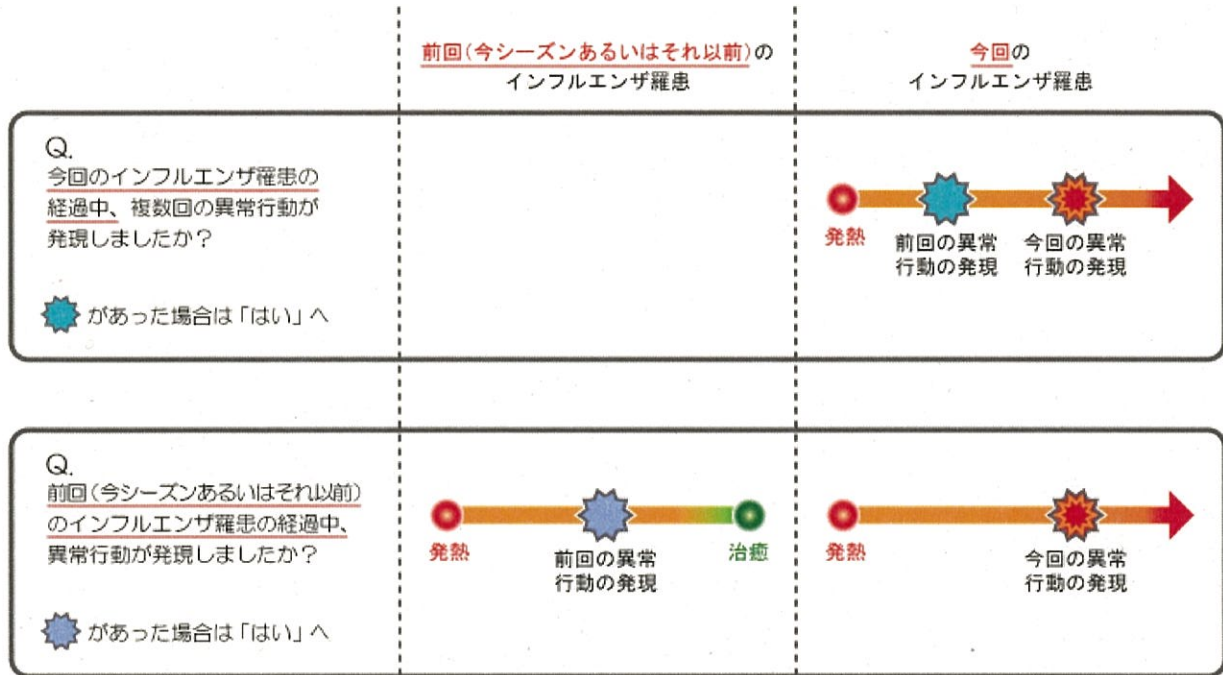 前回（今シーズンあるいはそれ以前）の
インフルエンザ罹患
今回の
インフルエンザ罹患
Q.
今回のインフルエンザ罹患の
経過中、複数回の異常行動が
発現しましたか？
があった場合は「はい」へ
発熱
前回の異常
行動の発現
今回の異常
行動の発現
Q.
前回（今シーズンあるいはそれ以前）
のインフルエンザ罹患の経過中、
異常行動が発現しましたか？
があった場合は「はい」へ
発熱
前回の異常
行動の発現
治癒
発熱
今回の異常
行動の発現